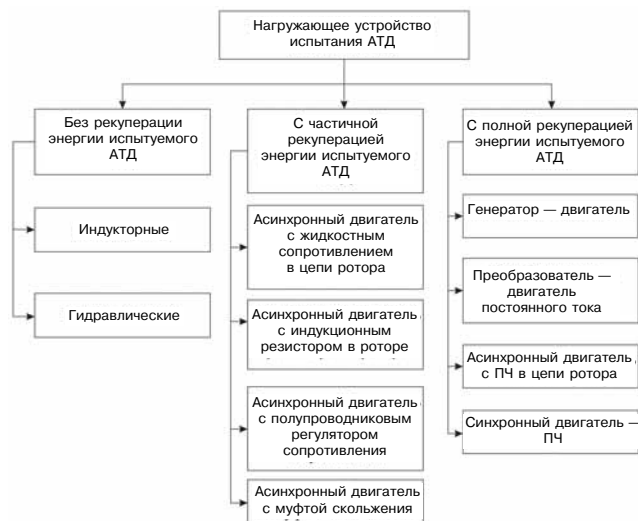 Нагружающее устройство
испытания АТД
Без рекуперации
энергии испытуемого
АТД
Индукторные
Гидравлические
С частичной
рекуперацией
энергии испытуемого
АТД
Асинхронный двигатель
с жидкостным
сопротивлением
в цепи ротора
Асинхронный двигатель
с индукционным
резистором в роторе
Асинхронный двигатель
с полупроводниковым
регулятором
сопротивления
Асинхронный двигатель
с муфтой скольжения
С полной рекуперацией
энергии испытуемого
АТД
Генератор — двигатель
Преобразователь —
двигатель
постоянного тока
Асинхронный двигатель
с ПЧ в цепи ротора
Синхронный двигатель —
ПЧ